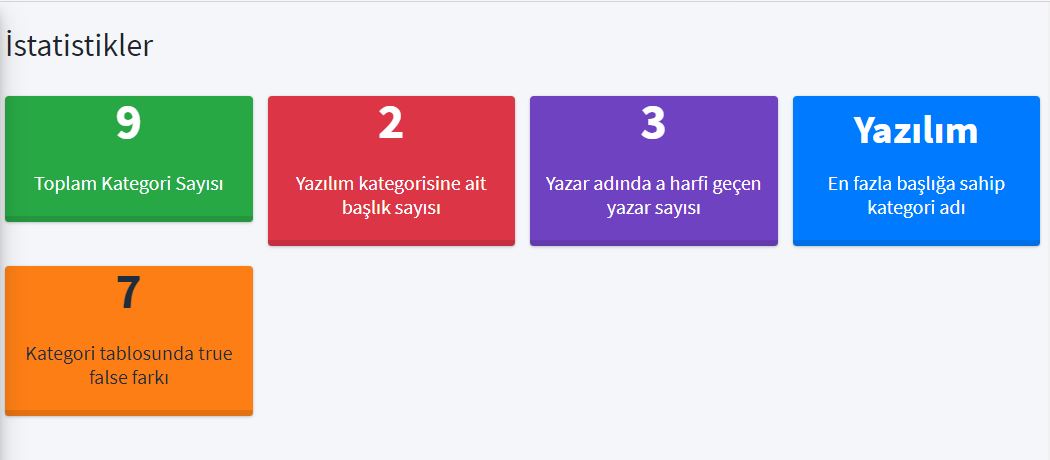 İstatistikler
9
Toplam Kategori Sayısı
2
Yazılım kategorisine ait
başlık sayısı
3
Yazar adında a harfi geçen
yazar sayısı
Yazılım
En fazla başlığa sahip
kategori adı
7
Kategori tablosunda true
false farkı